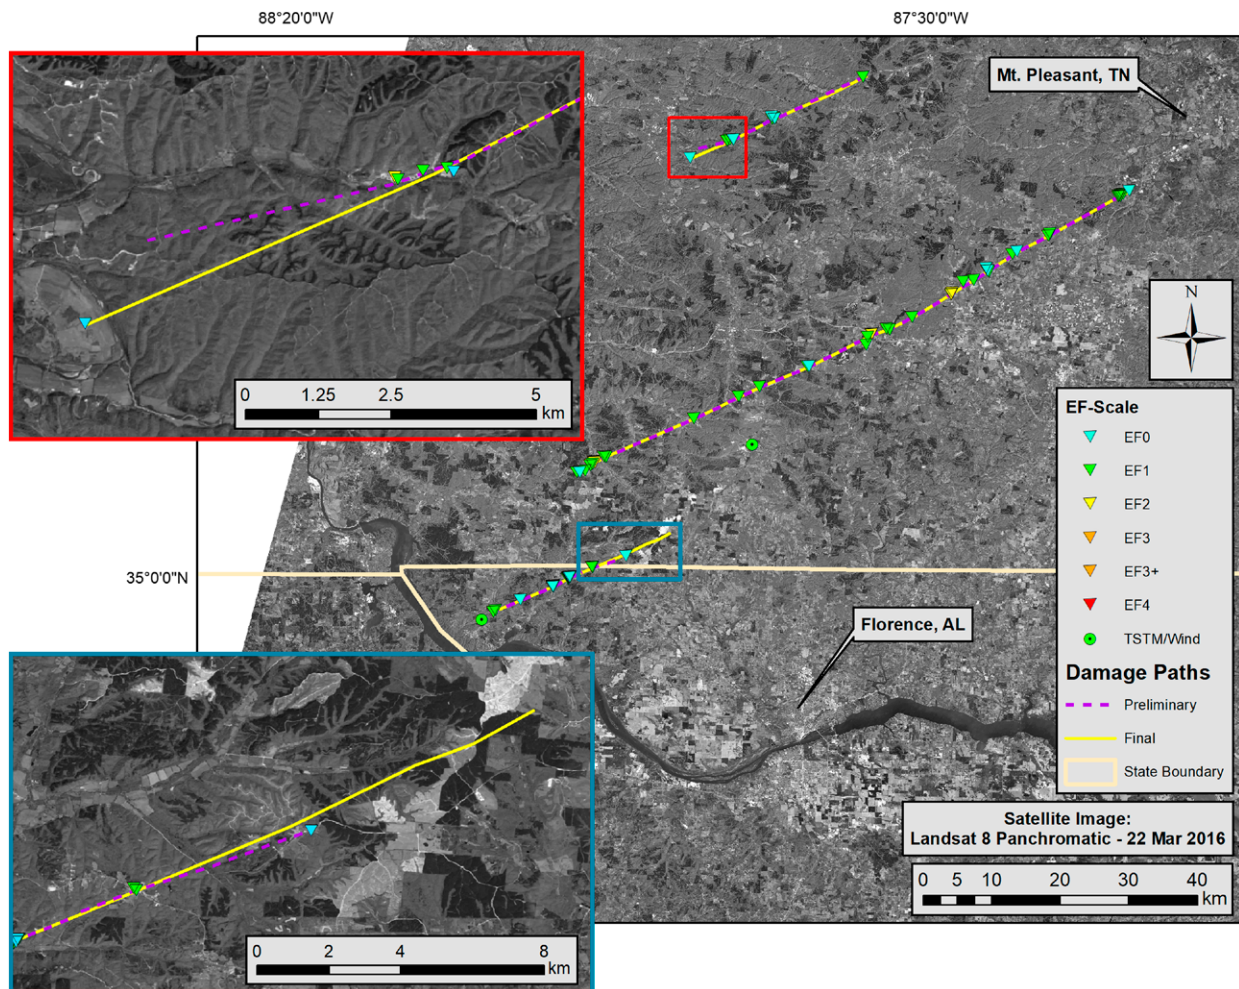 88°20'0"W
87°30'0"W
Mt. Pleasant, TN
0 1.25 2.5 5
km
N
EF-Scale
EF0
EF1
EF2
EF3
EF3+
EF4
TSTM/Wind
Damage Paths
Preliminary
Final
State Boundary
35°0'0"N
Florence, AL
Satellite Image:
Landsat 8 Panchromatic - 22 Mar 2016
0 5 10 20 30 40
km
0 2 4 8
km